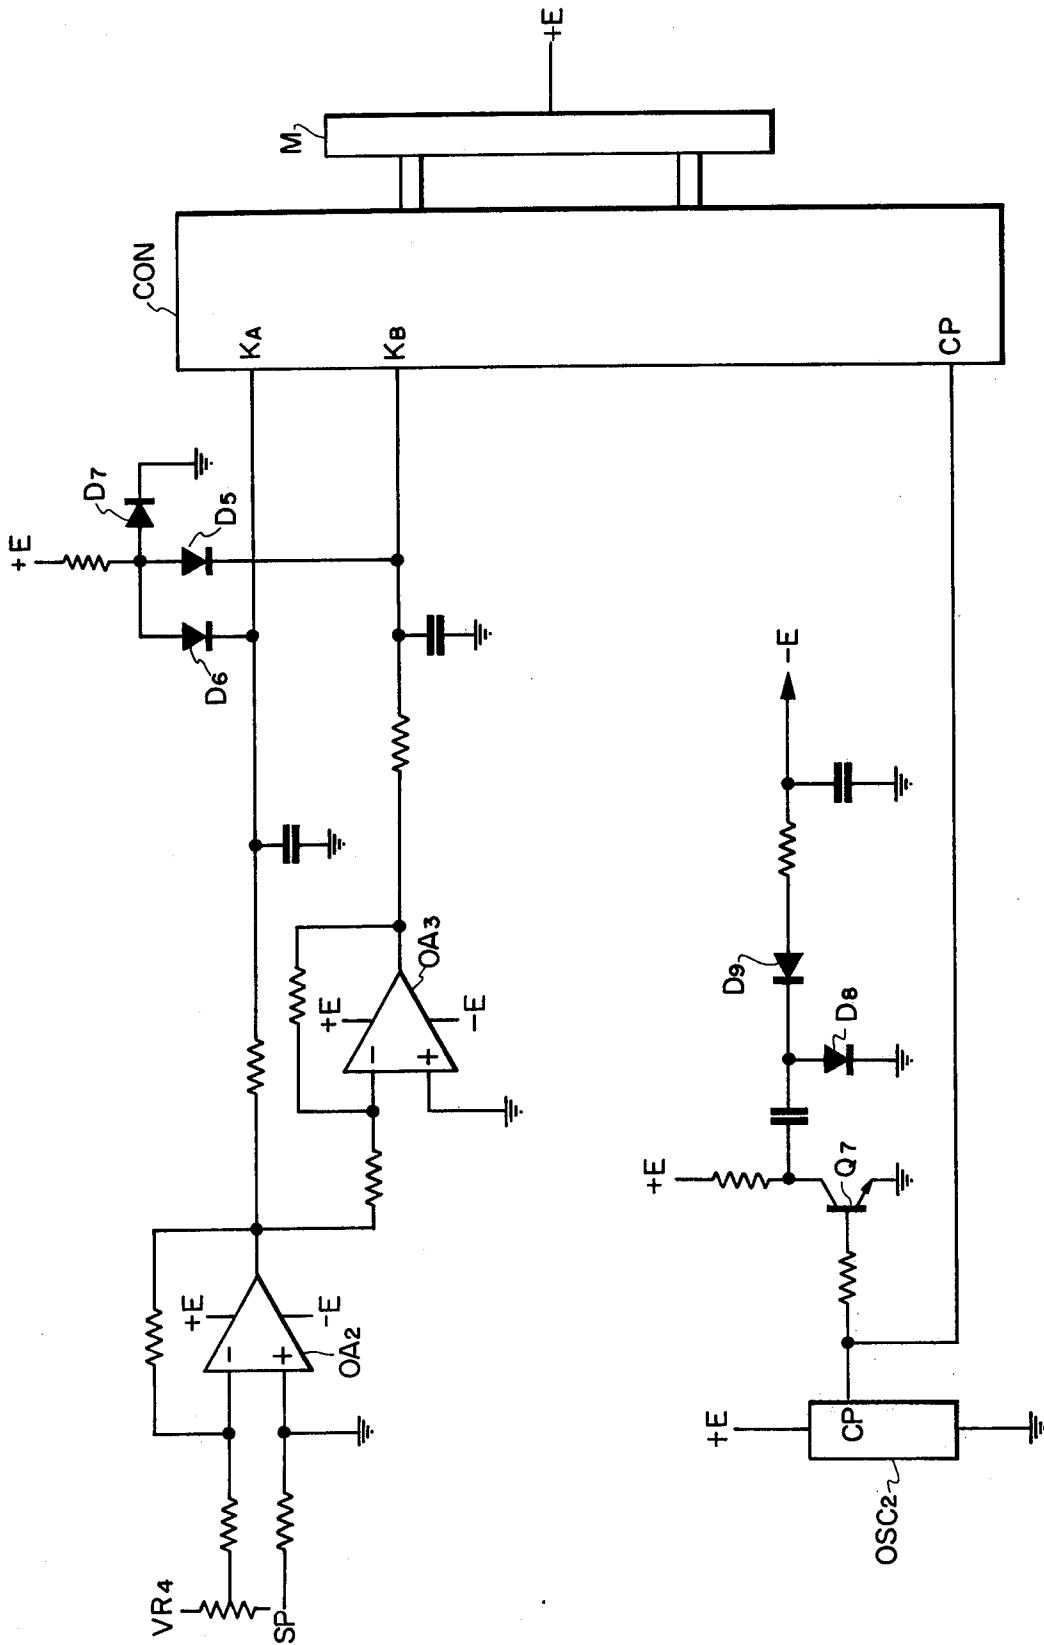 VR4
SP
+E
-E
-
+
OA2
+E
-E
-
+
OA3
+E
D7
D5
D6
CON
KA
KB
CP
M
+E
OSC2
CP
+E
+E
Q7
D8
D9
-E